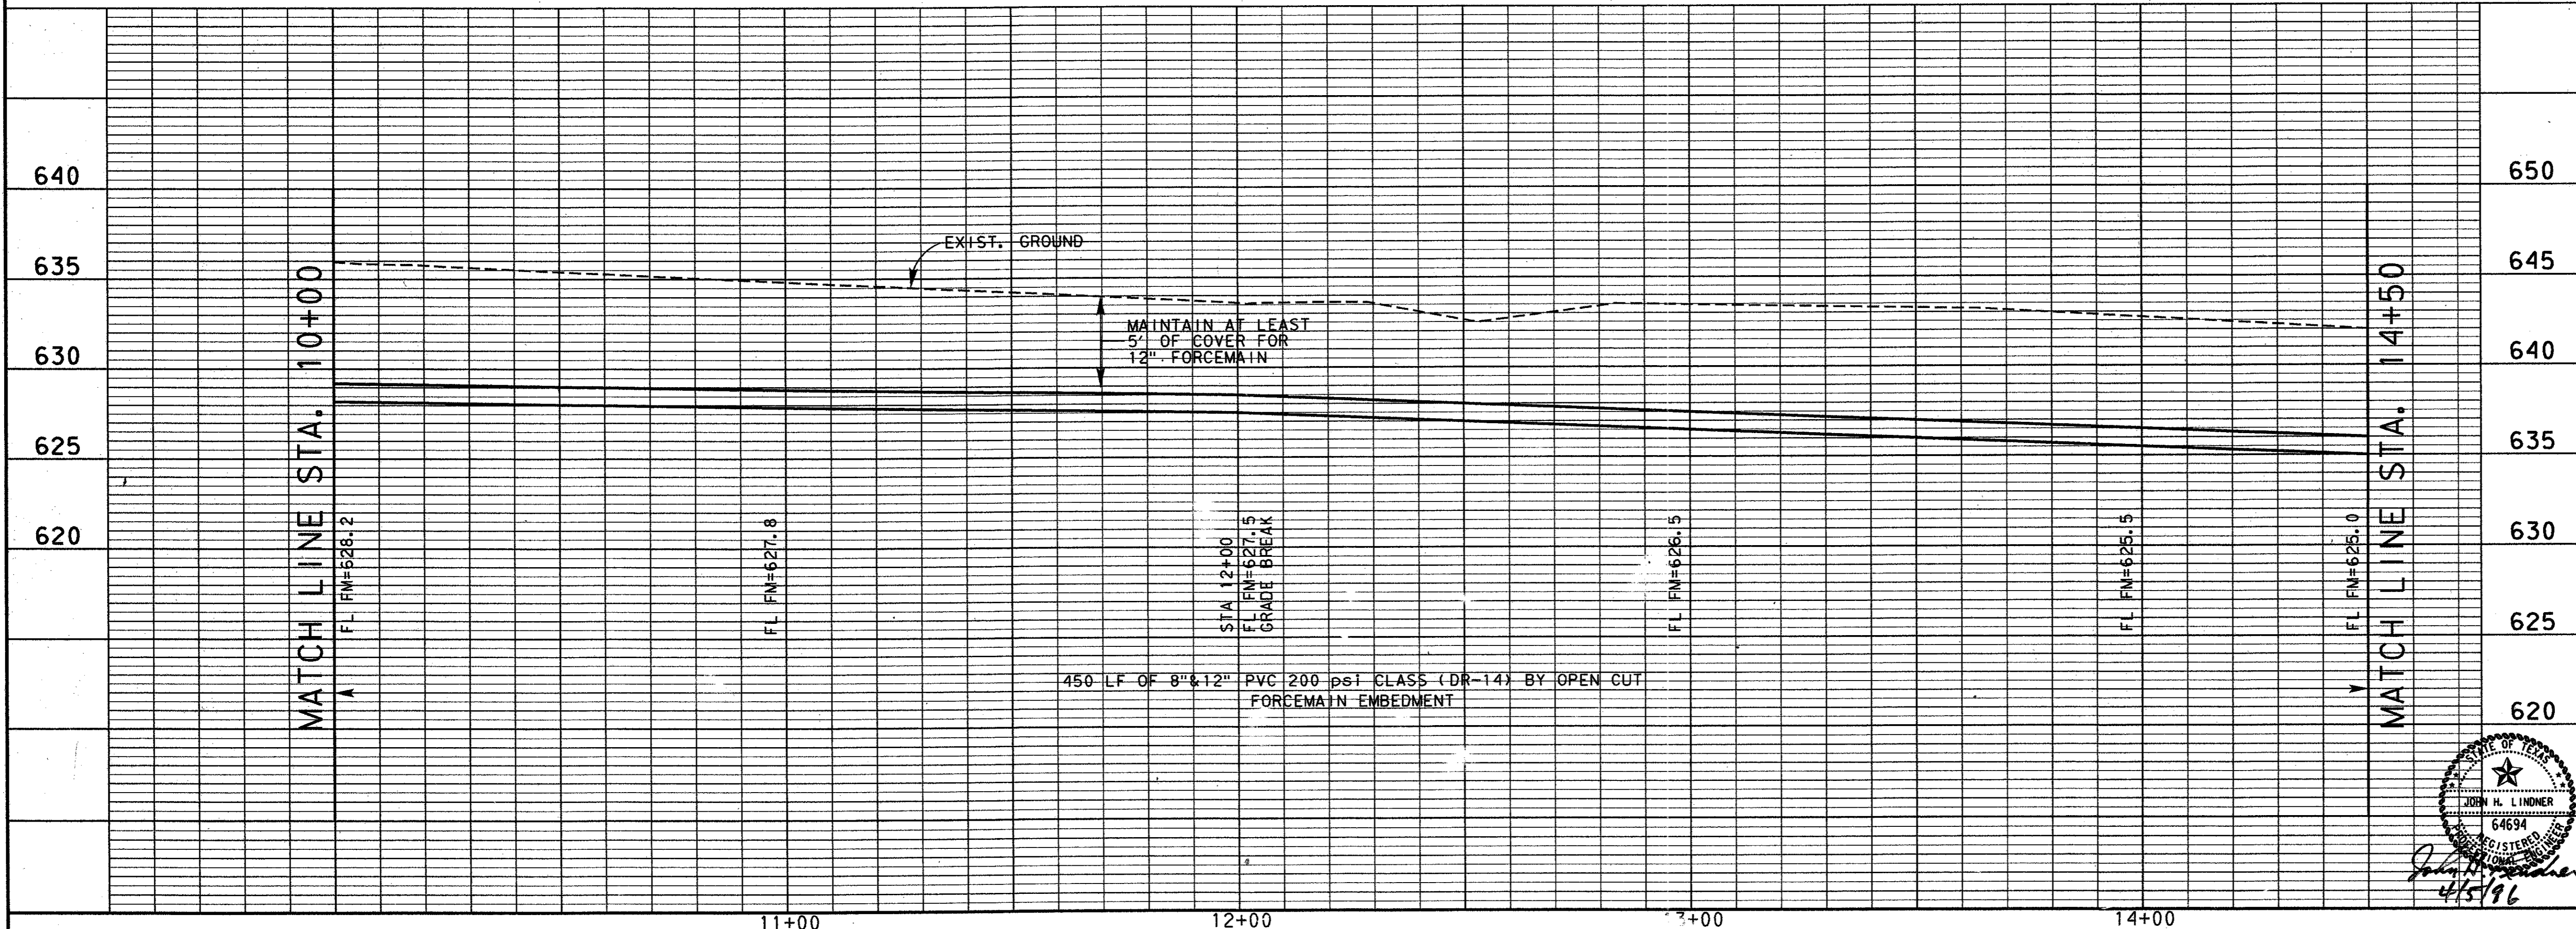 640
635
630
625
620
650
645
640
635
630
625
620
MATCH LINE STA. 10+00
MATCH LINE STA. 14+50
EXIST. GROUND
MAINTAIN AT LEAST
5' OF COVER FOR
12" FORCEMAIN
FL FM=628.2
FL FM=627.8
STA 12+00
FL FM=627.5
GRADE BREAK
FL FM=626.5
FL FM=625.5
FL FM=625.0
450 LF OF 8"&12" PVC 200 psi CLASS (DR-14) BY OPEN CUT
FORCEMAIN EMBEDMENT
STATE OF TEXAS
JOHN H. LINDNER
64694
REGISTERED
PROFESSIONAL ENGINEER
John H. Lindner
4/5/96
11+00
12+00
13+00
14+00